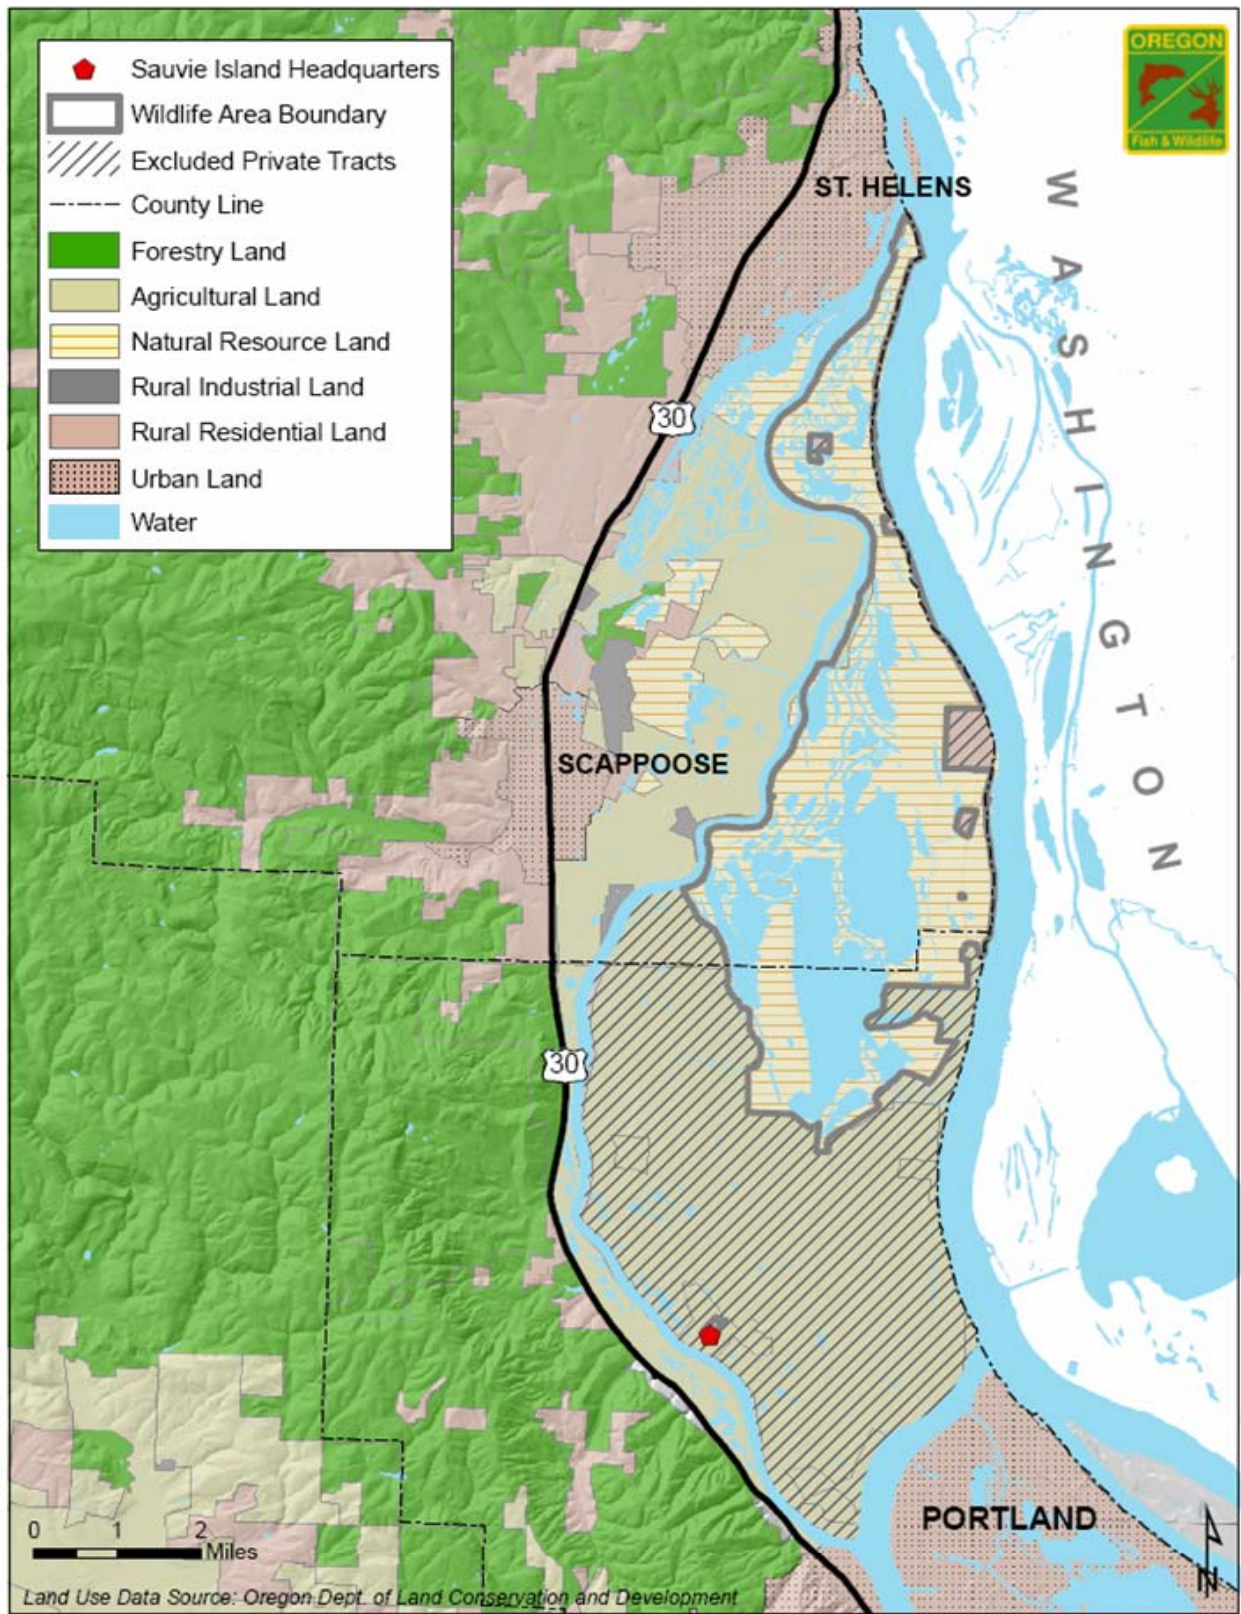 Sauvie Island Headquarters
Wildlife Area Boundary
Excluded Private Tracts
County Line
Forestry Land
Agricultural Land
Natural Resource Land
Rural Industrial Land
Rural Residential Land
Urban Land
Water
OREGON
Fish & Wildlife
ST. HELENS
WASHINGTON
30
SCAPPOOSE
30
PORTLAND
0 1 2
Miles
N
Land Use Data Source: Oregon Dept. of Land Conservation and Development